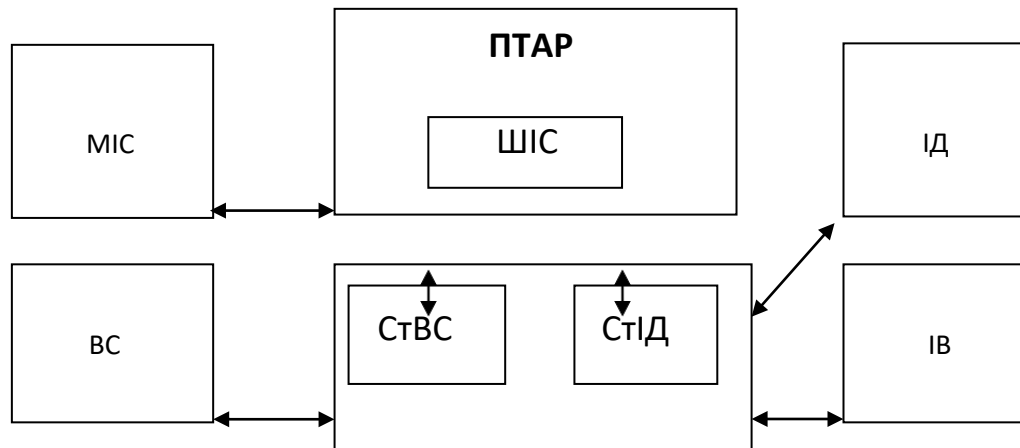 ПТАР
МІС
ШІС
ІД
ВС
СтВС
СтІД
ІВ